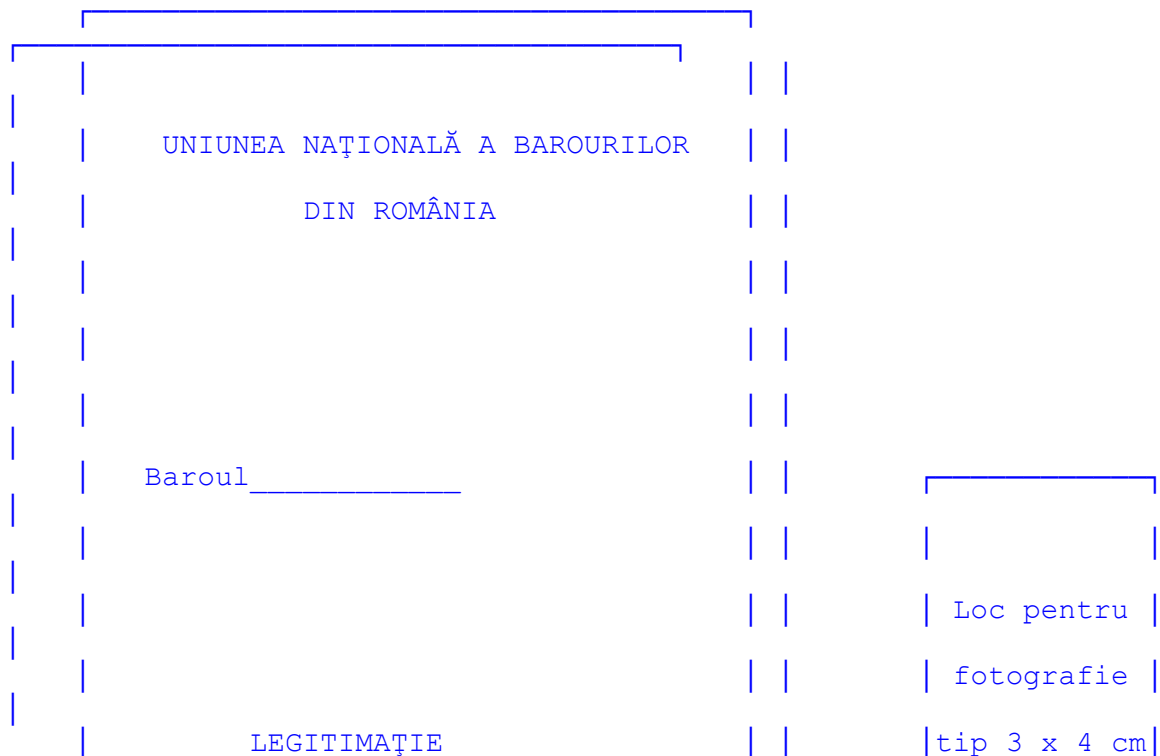 UNIUNEA NAŢIONALĂ A BAROURILOR
DIN ROMÂNIA
Baroul____________
Loc pentru
fotografie
LEGITIMAŢIE tip 3 x 4 cm